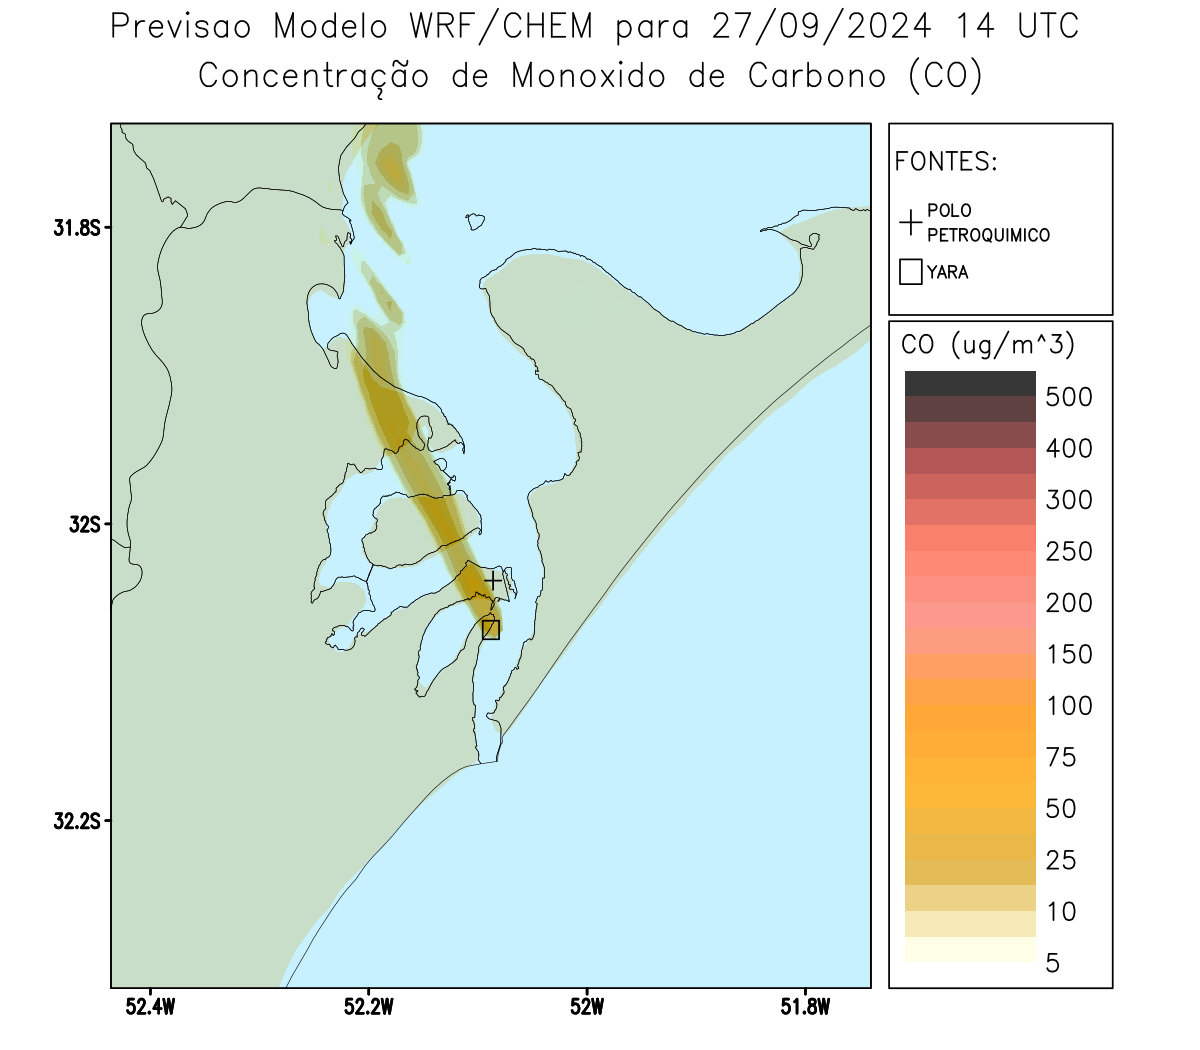 Previsao Modelo WRF/CHEM para 27/09/2024 14 UTC
Concentração de Monoxido de Carbono (CO)
FONTES:
POLO
PETROQUIMICO
YARA
CO (ug/m^3)
500
400
300
250
200
150
100
75
50
25
10
5
31.8S
32S
32.2S
52.4W
52.2W
52W
51.8W